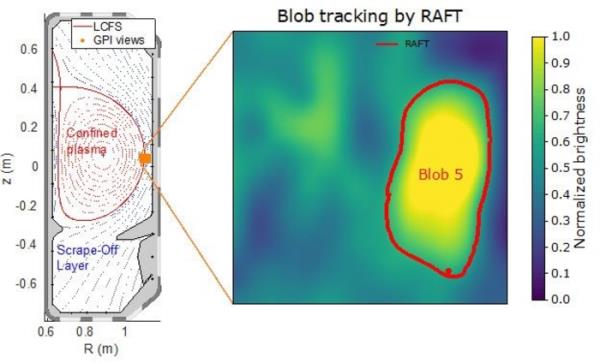 Blob tracking by RAFT
LCFS
GPI views
RAFT
Confined
plasma
Scrape-Off
Layer
Blob 5
z (m)
0.6
0.4
0.2
0
-0.2
-0.4
-0.6
0.6
0.8
1
R (m)
1.0
0.9
0.8
0.7
0.6
0.5
0.4
0.3
0.2
0.1
0.0
Normalized brightness